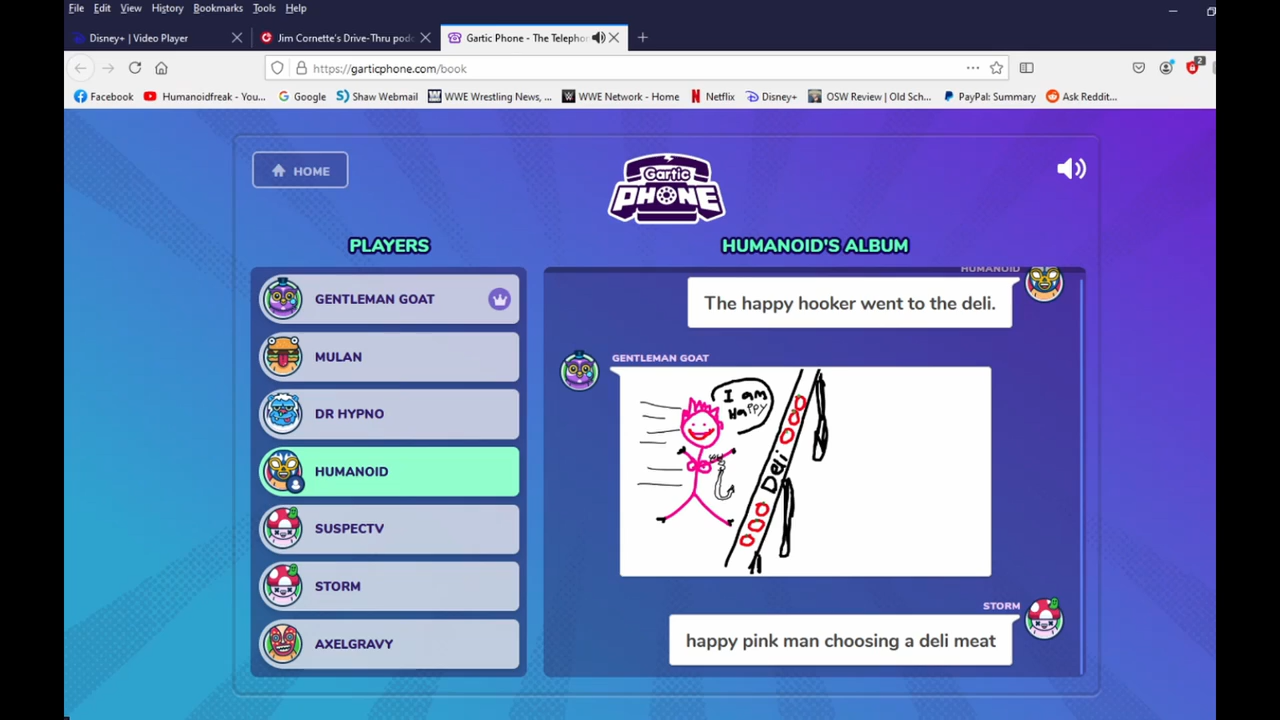 File Edit View History Bookmarks Tools Help
Disney+ | Video Player
Jim Cornette's Drive-Thru pod
Gartic Phone - The Telepho
https://garticphone.com/book
2
Facebook
Humanoidfreak - You...
Google
Shaw Webmail
WWE Wrestling News, ...
WWE Network - Home
Netflix
Disney+
OSW Review | Old Sch...
PayPal: Summary
Ask Reddit...
HOME
Gartic
PHONE
PLAYERS
GENTLEMAN GOAT
MULAN
DR HYPNO
HUMANOID
SUSPECTV
STORM
AXELGRAVY
HUMANOID'S ALBUM
HUMANOID
The happy hooker went to the deli.
GENTLEMAN GOAT
I am
Happy
Deli
STORM
happy pink man choosing a deli meat